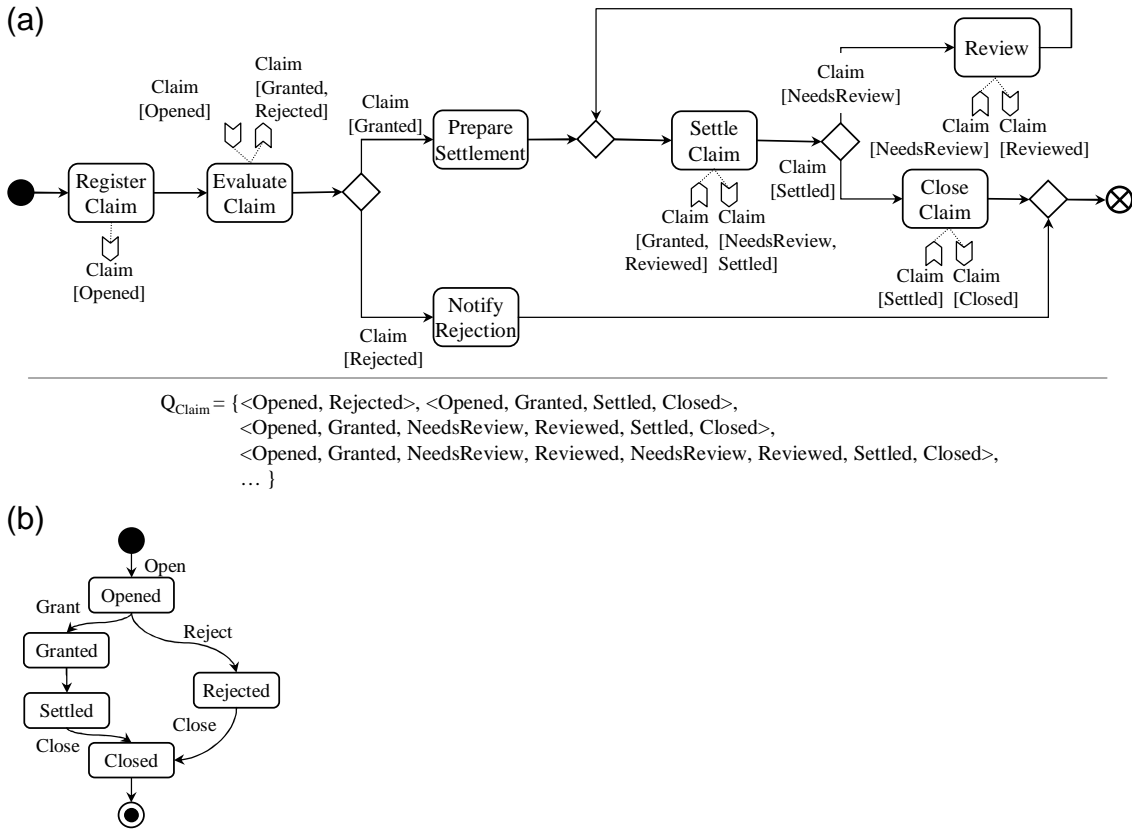 (a)
Claim
[Opened]
Claim
[Granted,
Rejected]
Claim
[Granted]
Claim
[NeedsReview]
Review
Claim
[NeedsReview]
Claim
[Reviewed]
Register
Claim
Evaluate
Claim
Prepare
Settlement
Settle
Claim
Claim
[Settled]
Close
Claim
Claim
[Opened]
Claim
[Granted,
Reviewed]
Claim
[NeedsReview,
Settled]
Claim
[Settled]
Claim
[Closed]
Claim
[Rejected]
Notify
Rejection
QClaim = {<Opened, Rejected>, <Opened, Granted, Settled, Closed>,
<Opened, Granted, NeedsReview, Reviewed, Settled, Closed>,
<Opened, Granted, NeedsReview, Reviewed, NeedsReview, Reviewed, Settled, Closed>,
... }
(b)
Open
Opened
Grant
Reject
Granted
Rejected
Settled
Close
Close
Closed